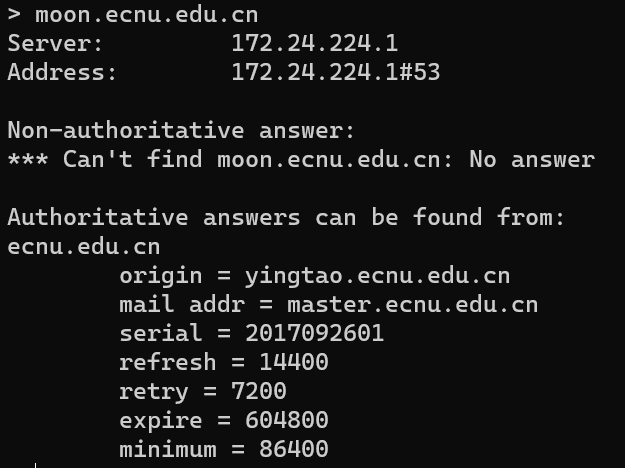 > moon.ecnu.edu.cn
Server:         172.24.224.1
Address:        172.24.224.1#53

Non-authoritative answer:
*** Can't find moon.ecnu.edu.cn: No answer

Authoritative answers can be found from:
ecnu.edu.cn
        origin = yingtao.ecnu.edu.cn
        mail addr = master.ecnu.edu.cn
        serial = 2017092601
        refresh = 14400
        retry = 7200
        expire = 604800
        minimum = 86400